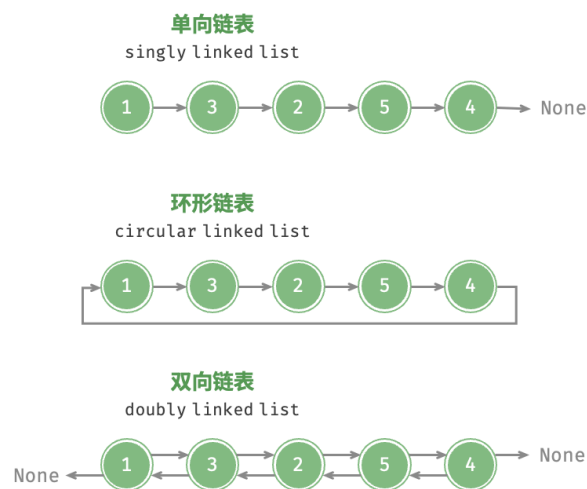 单向链表
singly linked list
1 3 2 5 4 None
环形链表
circular linked list
1 3 2 5 4
双向链表
doubly linked list
None 1 3 2 5 4 None